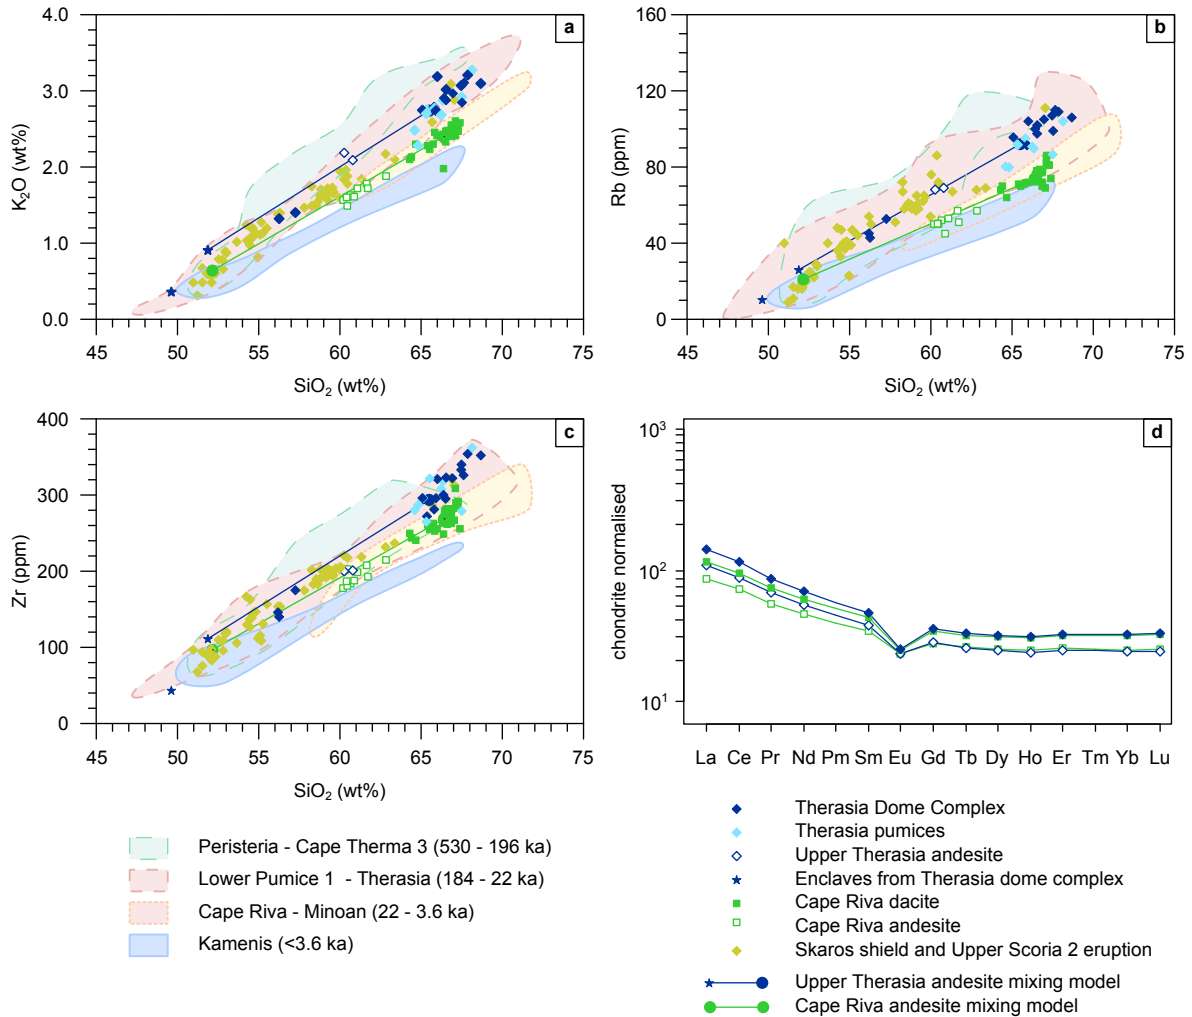 a
4.0
3.0
2.0
1.0
0.0
K2O (wt%)
45 50 55 60 65 70 75
SiO2 (wt%)
b
160
120
80
40
0
Rb (ppm)
45 50 55 60 65 70 75
SiO2 (wt%)
c
400
300
200
100
0
Zr (ppm)
45 50 55 60 65 70 75
SiO2 (wt%)
d
10^3
10^2
10^1
chondrite normalised
La Ce Pr Nd Pm Sm Eu Gd Tb Dy Ho Er Tm Yb Lu
Peristeria - Cape Therma 3 (530 - 196 ka)
Lower Pumice 1 - Therasia (184 - 22 ka)
Cape Riva - Minoan (22 - 3.6 ka)
Kamenis (<3.6 ka)
Therasia Dome Complex
Therasia pumices
Upper Therasia andesite
Enclaves from Therasia dome complex
Cape Riva dacite
Cape Riva andesite
Skaros shield and Upper Scoria 2 eruption
Upper Therasia andesite mixing model
Cape Riva andesite mixing model